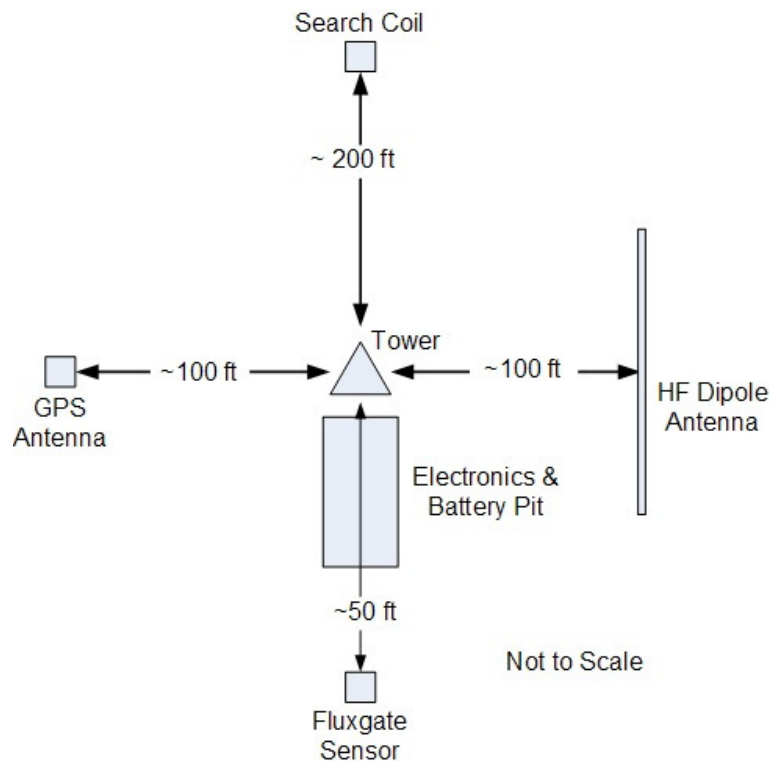 Search Coil
~ 200 ft
Tower
~100 ft
~100 ft
GPS
Antenna
HF Dipole
Antenna
Electronics &
Battery Pit
~50 ft
Not to Scale
Fluxgate
Sensor